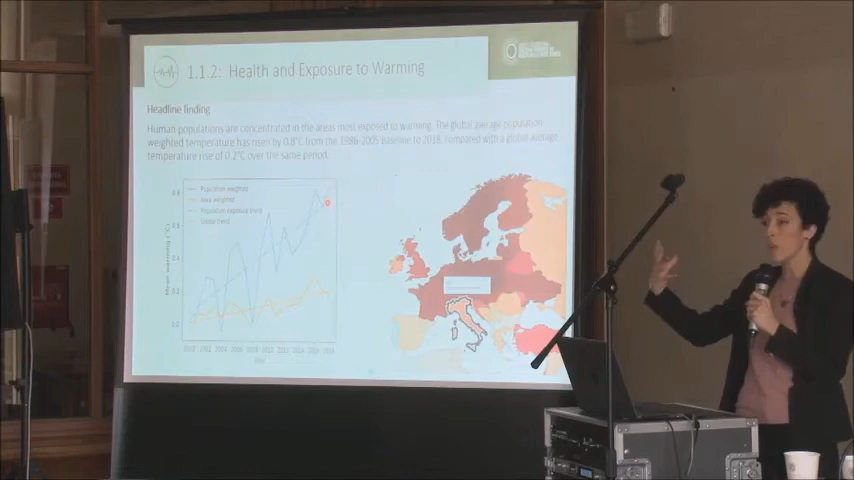 1.1.2: Health and Exposure to Warming
Headline finding
Human populations are concentrated in the areas most exposed to warming. The global average population
weighted temperature has risen by 0.8°C from the 1986-2005 baseline to 2018, compared with a global average
temperature rise of 0.2°C over the same period.
Population weighted
Area weighted
Population exposure trend
Global trend
Mean warming (°C)